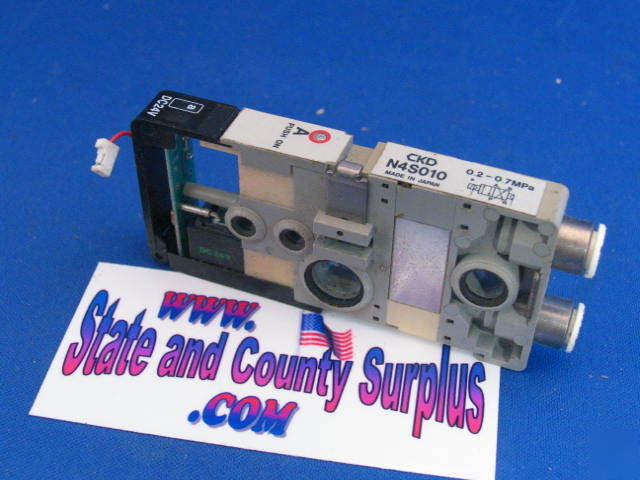 a
DC24V
A
PUSH ON
CKD
N4S010
MADE IN JAPAN
0.2-0.7MPa
DC24V
www.
State and County Surplus
.COM